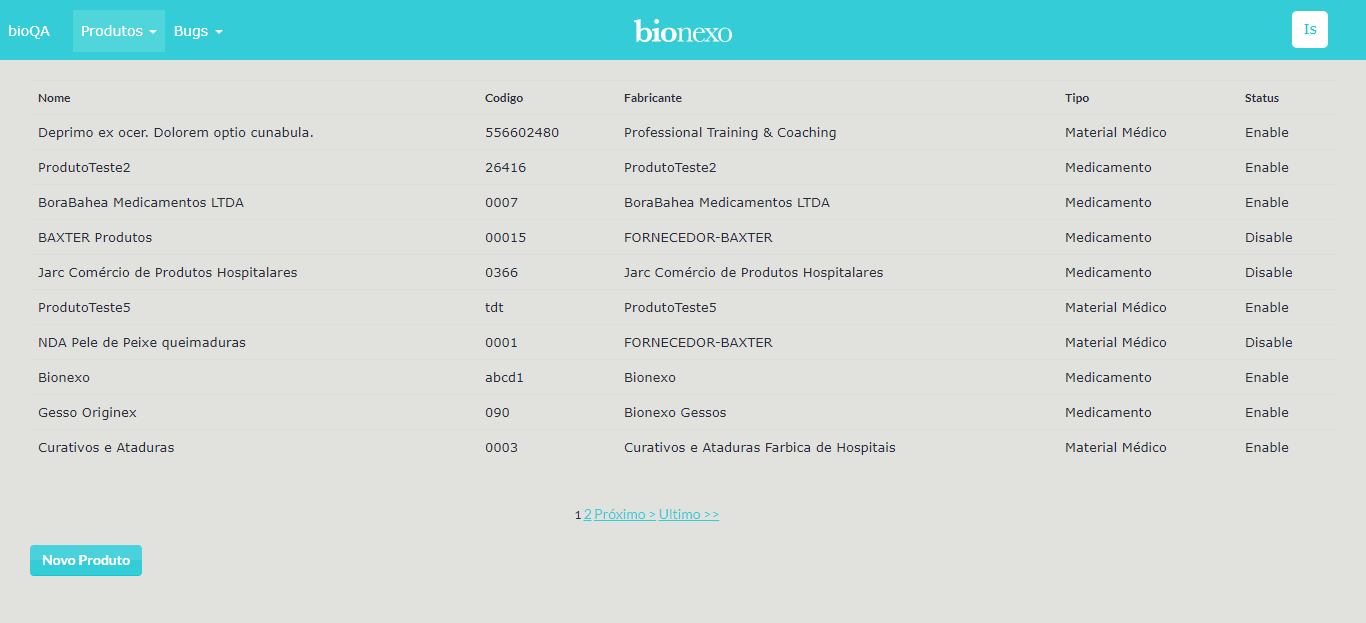 bioQA Produtos Bugs bionexo Is
Nome Codigo Fabricante Tipo Status
Deprimo ex ocer. Dolorem optio cunabula. 556602480 Professional Training & Coaching Material Médico Enable
ProdutoTeste2 26416 ProdutoTeste2 Medicamento Enable
BoraBahea Medicamentos LTDA 0007 BoraBahea Medicamentos LTDA Medicamento Enable
BAXTER Produtos 00015 FORNECEDOR-BAXTER Medicamento Disable
Jarc Comércio de Produtos Hospitalares 0366 Jarc Comércio de Produtos Hospitalares Medicamento Disable
ProdutoTeste5 tdt ProdutoTeste5 Material Médico Enable
NDA Pele de Peixe queimaduras 0001 FORNECEDOR-BAXTER Material Médico Disable
Bionexo abcd1 Bionexo Medicamento Enable
Gesso Originex 090 Bionexo Gessos Medicamento Enable
Curativos e Ataduras 0003 Curativos e Ataduras Farbica de Hospitais Material Médico Enable
1 2 Próximo > Ultimo >>
Novo Produto